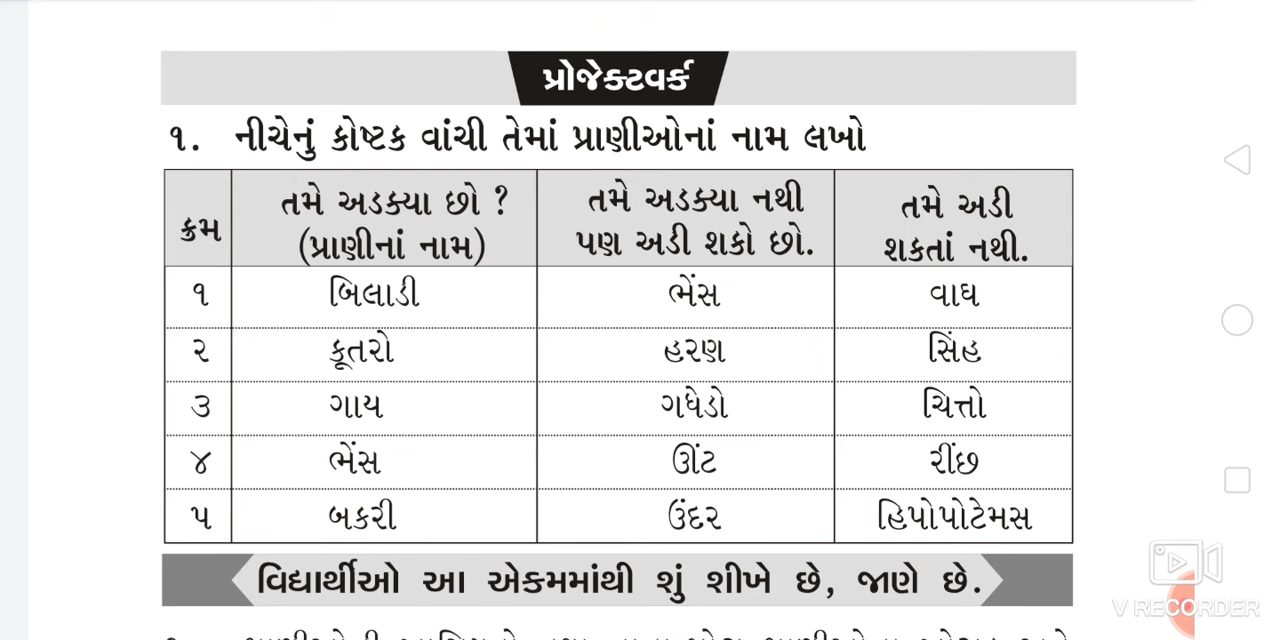 પ્રોજેક્ટવર્ક
૧. નીચેનું કોષ્ટક વાંચી તેમાં પ્રાણીઓનાં નામ લખો
ક્રમ તમે અડક્યા છો ? (પ્રાણીનાં નામ) તમે અડક્યા નથી પણ અડી શકો છો. તમે અડી શકતાં નથી.
૧ બિલાડી ભેંસ વાઘ
૨ કૂતરો હરણ સિંહ
૩ ગાય ગધેડો ચિત્તો
૪ ભેંસ ઊંટ રીંછ
૫ બકરી ઉંદર હિપોપોટેમસ
વિદ્યાર્થીઓ આ એકમમાંથી શું શીખે છે, જાણે છે.
V RECORDER